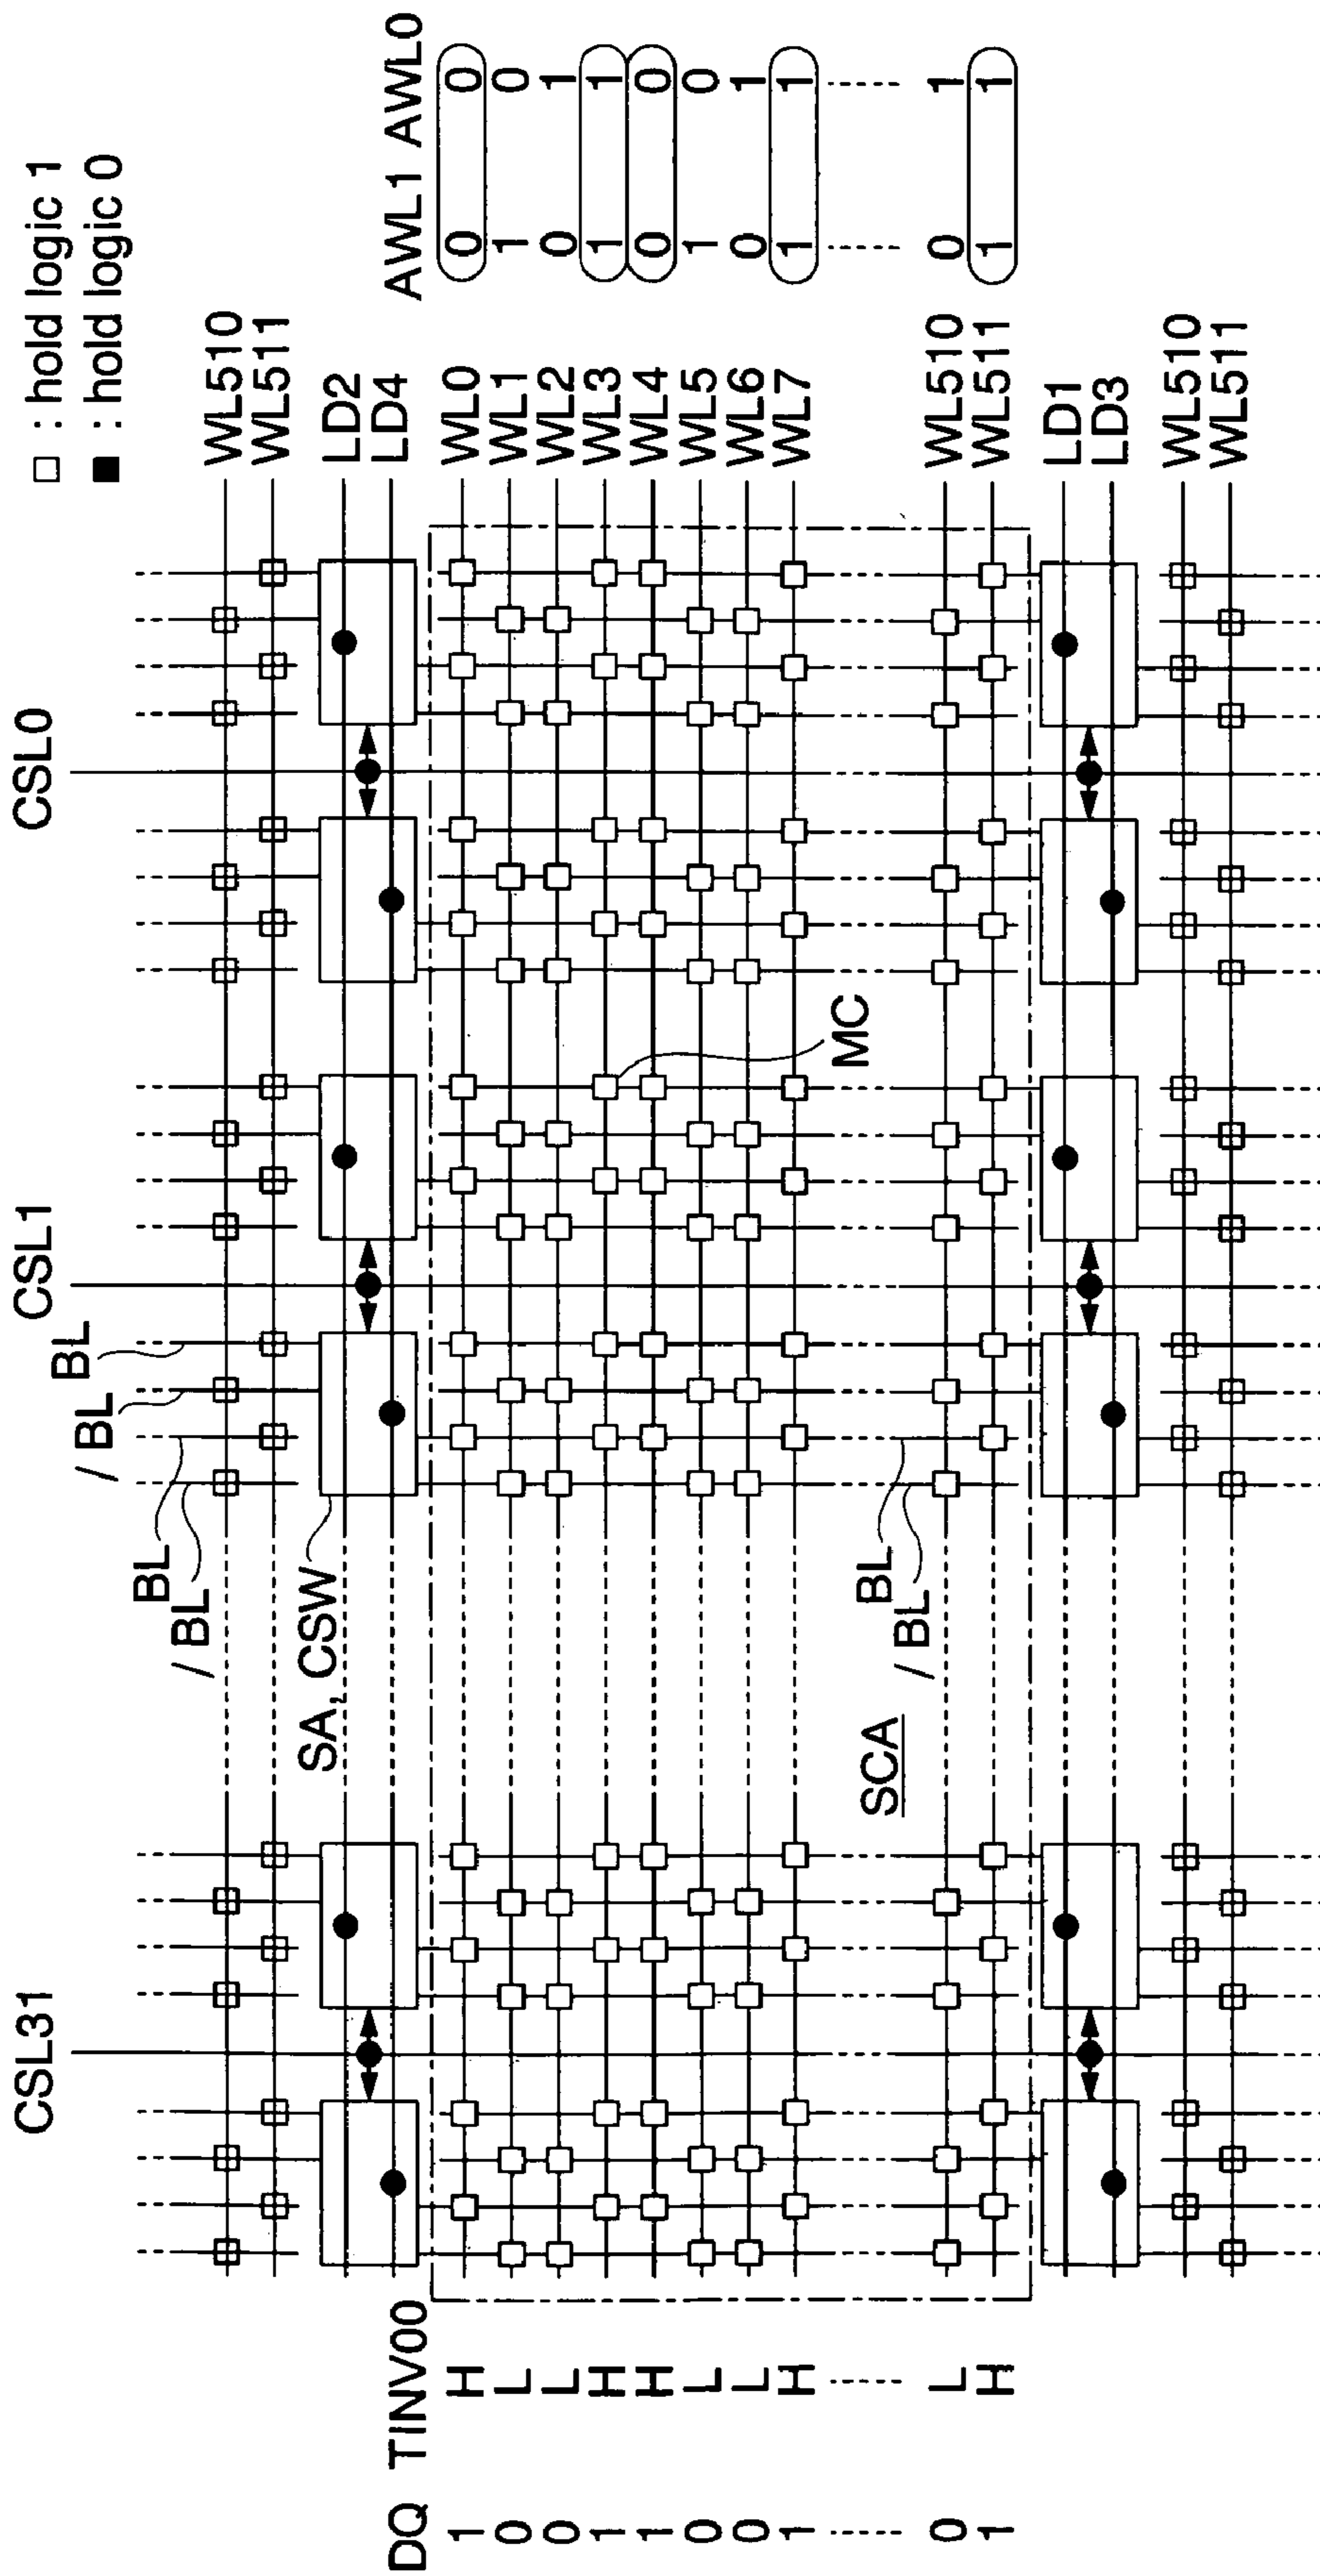 CSL31 CSL1 CSL0
: hold logic 1
: hold logic 0
BL
/ BL
BL
/ BL
WL510
WL511
SA, CSW
LD2
LD4
DQ TINV00 AWL1 AWL0
1 H WL0 0 0
0 L WL1 1 0
0 L WL2 0 1
1 H WL3 1 1
1 H WL4 0 0
0 L WL5 1 0
0 L WL6 0 1
1 H WL7 1 1
MC
SCA
BL
/ BL
0 L WL510 0 1
1 H WL511 1 1
LD1
LD3
WL510
WL511